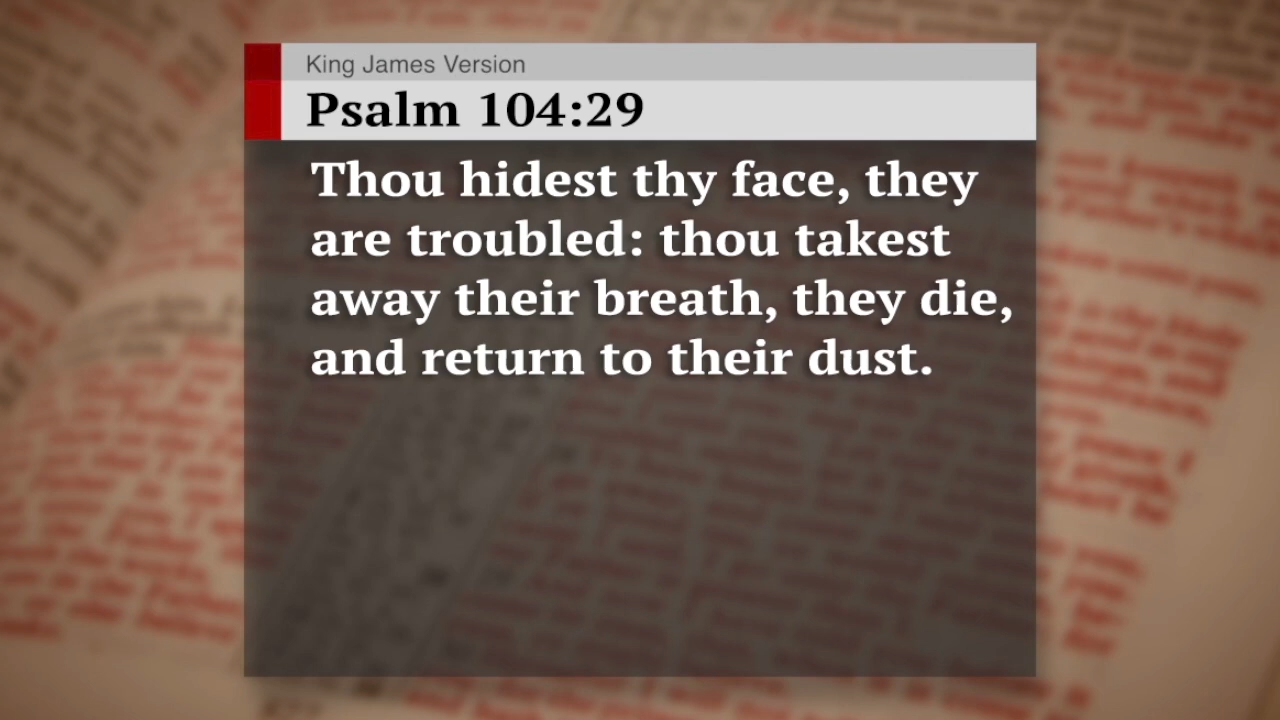 King James Version
Psalm 104:29
Thou hidest thy face, they
are troubled: thou takest
away their breath, they die,
and return to their dust.